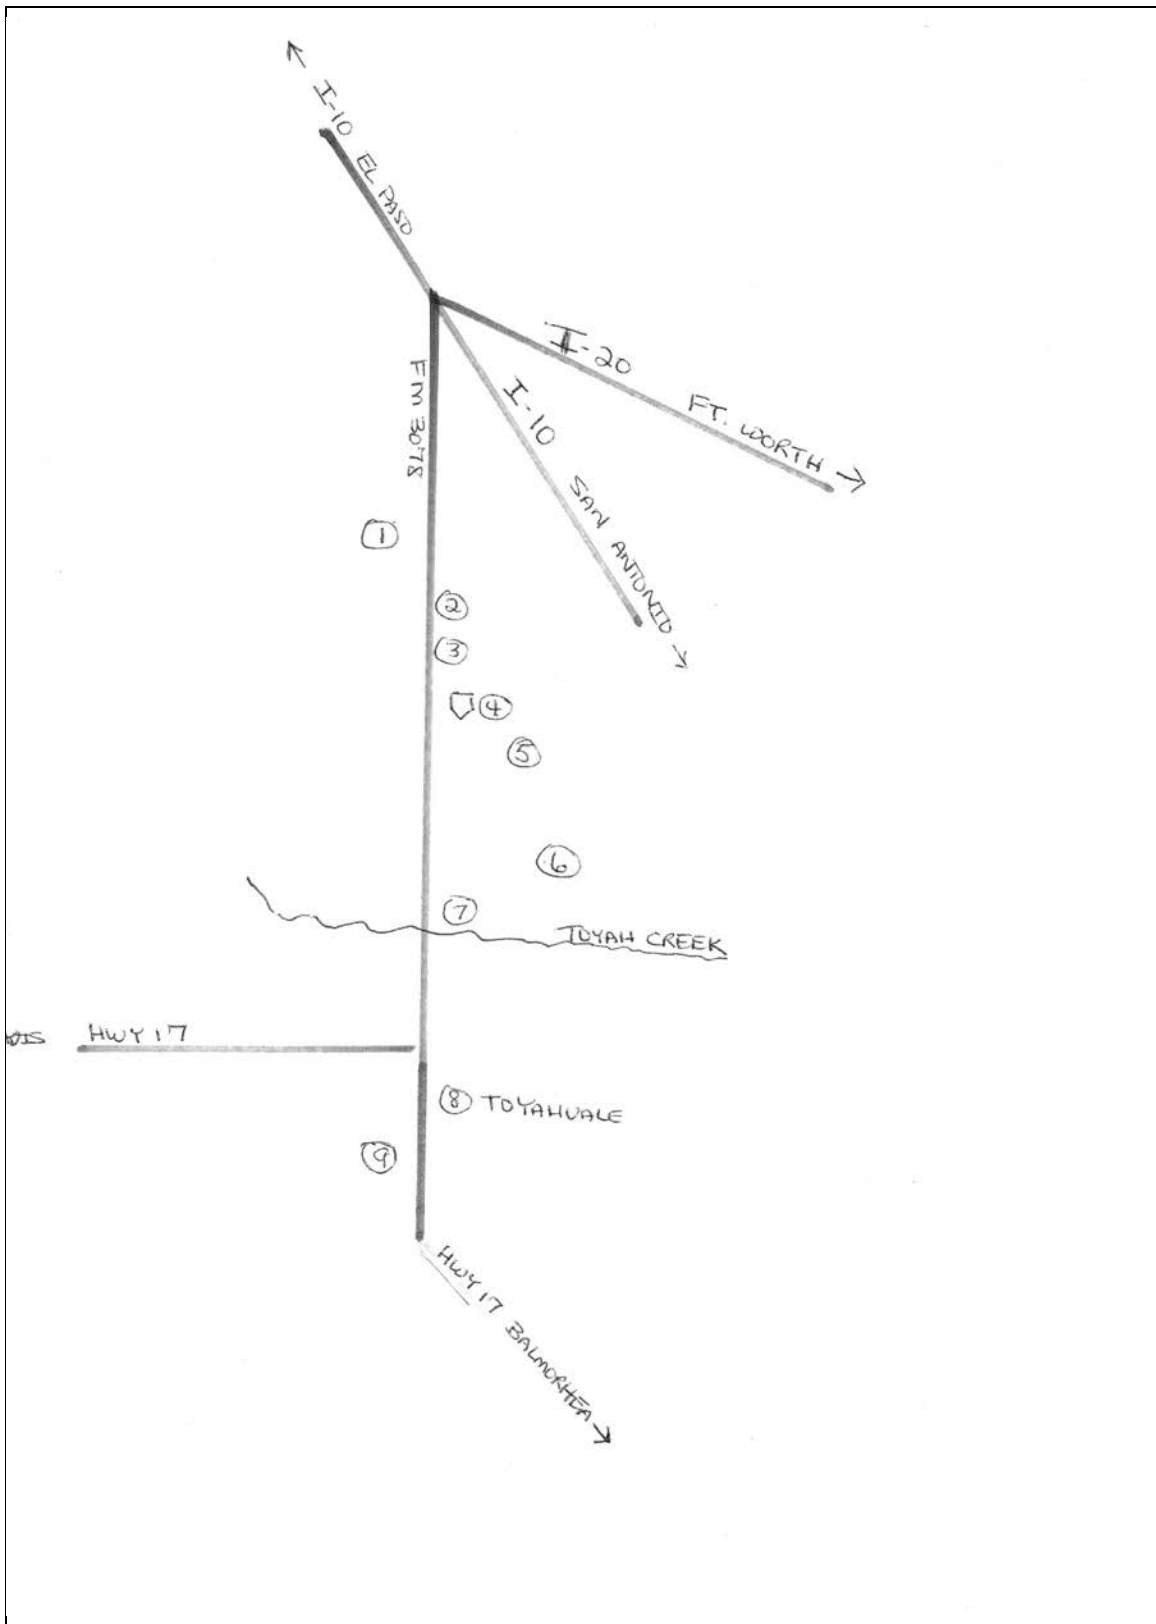 I-10
EL PASO
I-20
FT. WORTH
FM 3078
I-10
SAN ANTONIO
1
2
3
4
5
6
7
TOYAH CREEK
HWY 17
8 TOYAHVALE
9
HWY 17 BALMORHEA